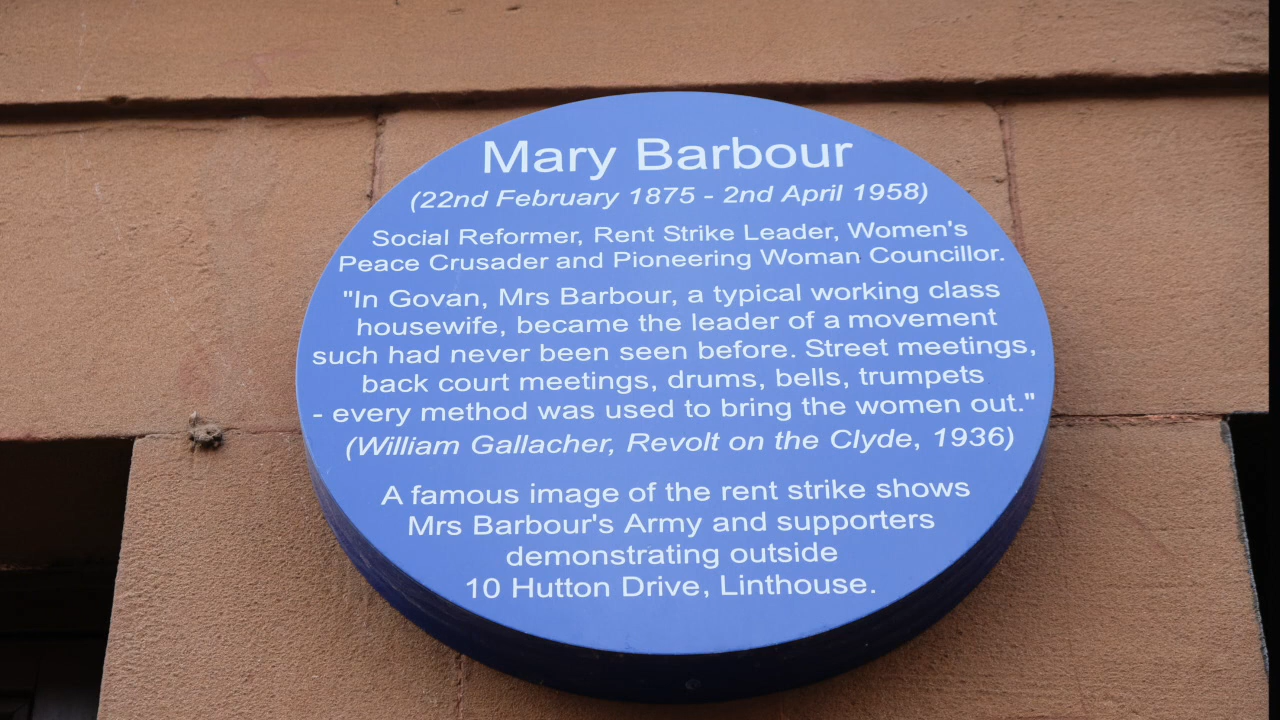 Mary Barbour
(22nd February 1875 - 2nd April 1958)
Social Reformer, Rent Strike Leader, Women's
Peace Crusader and Pioneering Woman Councillor.
"In Govan, Mrs Barbour, a typical working class
housewife, became the leader of a movement
such had never been seen before. Street meetings,
back court meetings, drums, bells, trumpets
- every method was used to bring the women out."
(William Gallacher, Revolt on the Clyde, 1936)
A famous image of the rent strike shows
Mrs Barbour's Army and supporters
demonstrating outside
10 Hutton Drive, Linthouse.